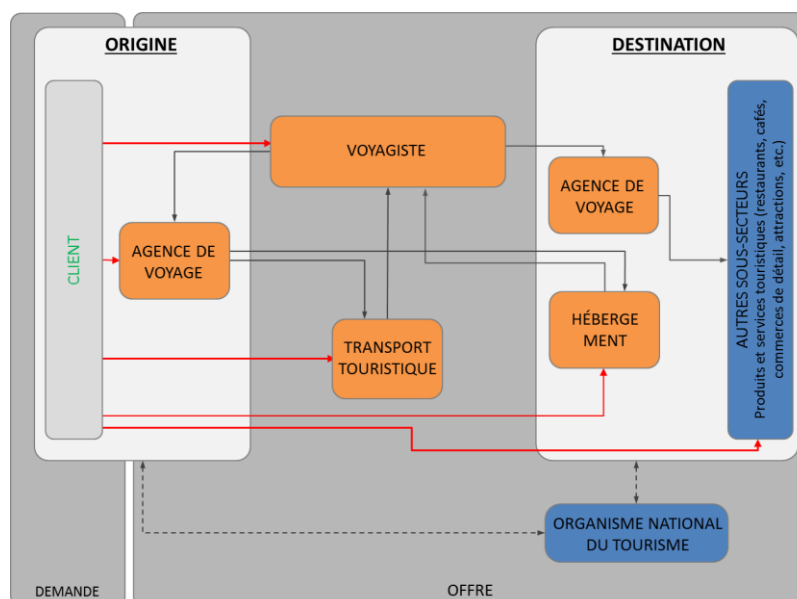 ORIGINE
DESTINATION
CLIENT
VOYAGISTE
AGENCE DE
VOYAGE
AGENCE DE
VOYAGE
TRANSPORT
TOURISTIQUE
HÉBERGE
MENT
AUTRES SOUS-SECTEURS
Produits et services touristiques (restaurants, cafés,
commerces de détail, attractions, etc.)
ORGANISME NATIONAL
DU TOURISME
DEMANDE
OFFRE